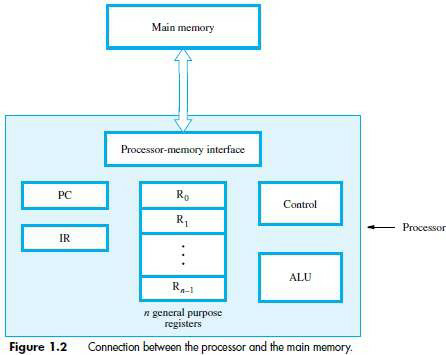 Main memory
Processor-memory interface
PC
IR
R0
R1
Rn–1
Control
ALU
Processor
n general purpose
registers
Figure 1.2 Connection between the processor and the main memory.